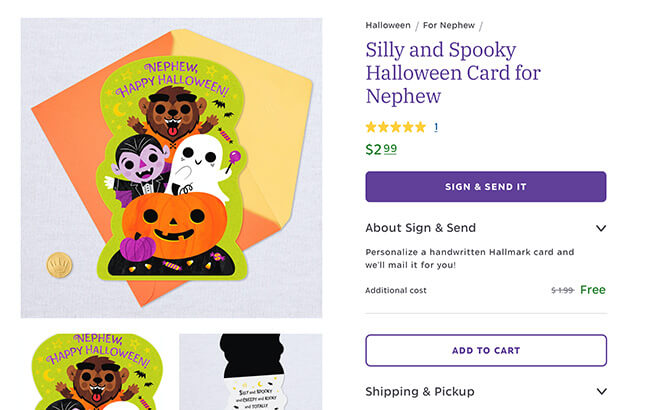 Halloween / For Nephew /
Silly and Spooky
Halloween Card for
Nephew
1
$2.99
SIGN & SEND IT
About Sign & Send
Personalize a handwritten Hallmark card and
we'll mail it for you!
Additional cost $1.99 Free
ADD TO CART
Shipping & Pickup
NEPHEW,
HAPPY HALLOWEEN!
NEPHEW,
HAPPY HALLOWEEN!
SILLY and SPOOKY
and CREEPY and KOOKY
and TOTALLY